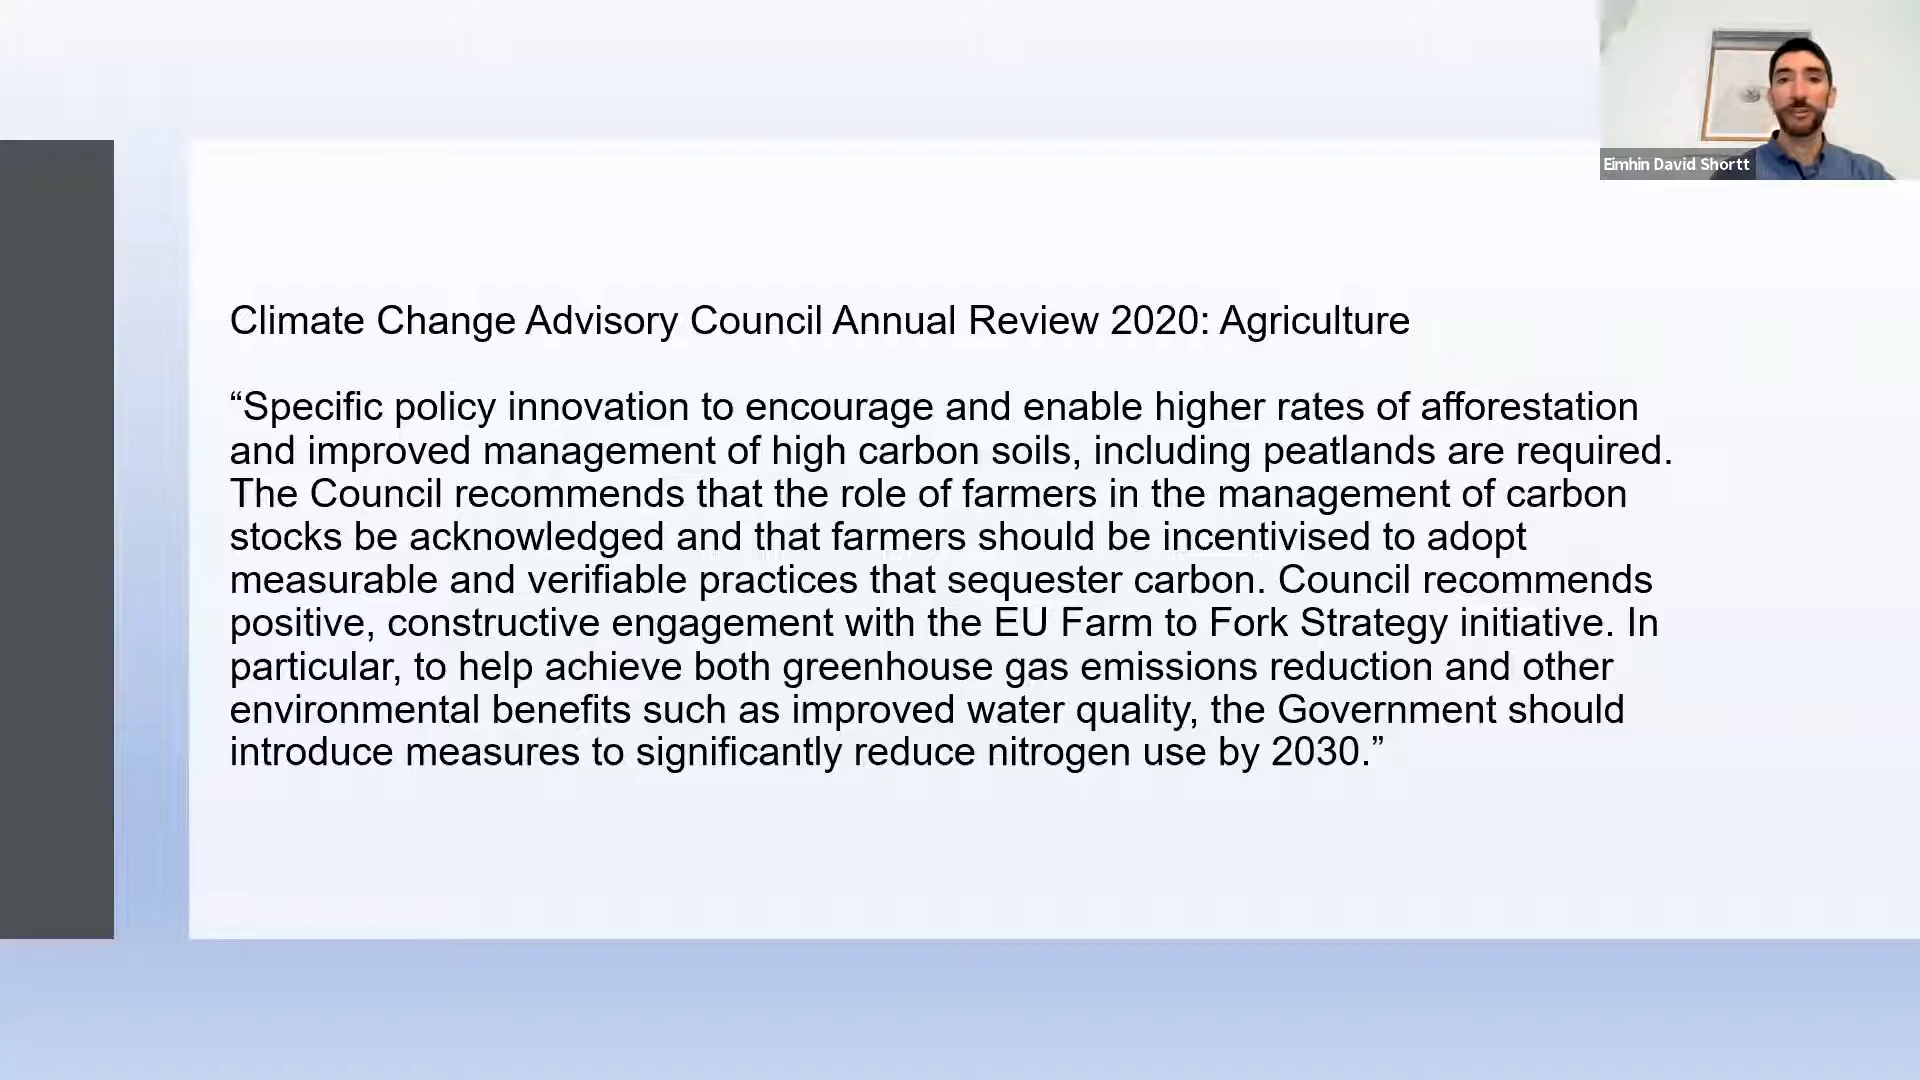 Eimhin David Shortt
Climate Change Advisory Council Annual Review 2020: Agriculture
“Specific policy innovation to encourage and enable higher rates of afforestation
and improved management of high carbon soils, including peatlands are required.
The Council recommends that the role of farmers in the management of carbon
stocks be acknowledged and that farmers should be incentivised to adopt
measurable and verifiable practices that sequester carbon. Council recommends
positive, constructive engagement with the EU Farm to Fork Strategy initiative. In
particular, to help achieve both greenhouse gas emissions reduction and other
environmental benefits such as improved water quality, the Government should
introduce measures to significantly reduce nitrogen use by 2030.”